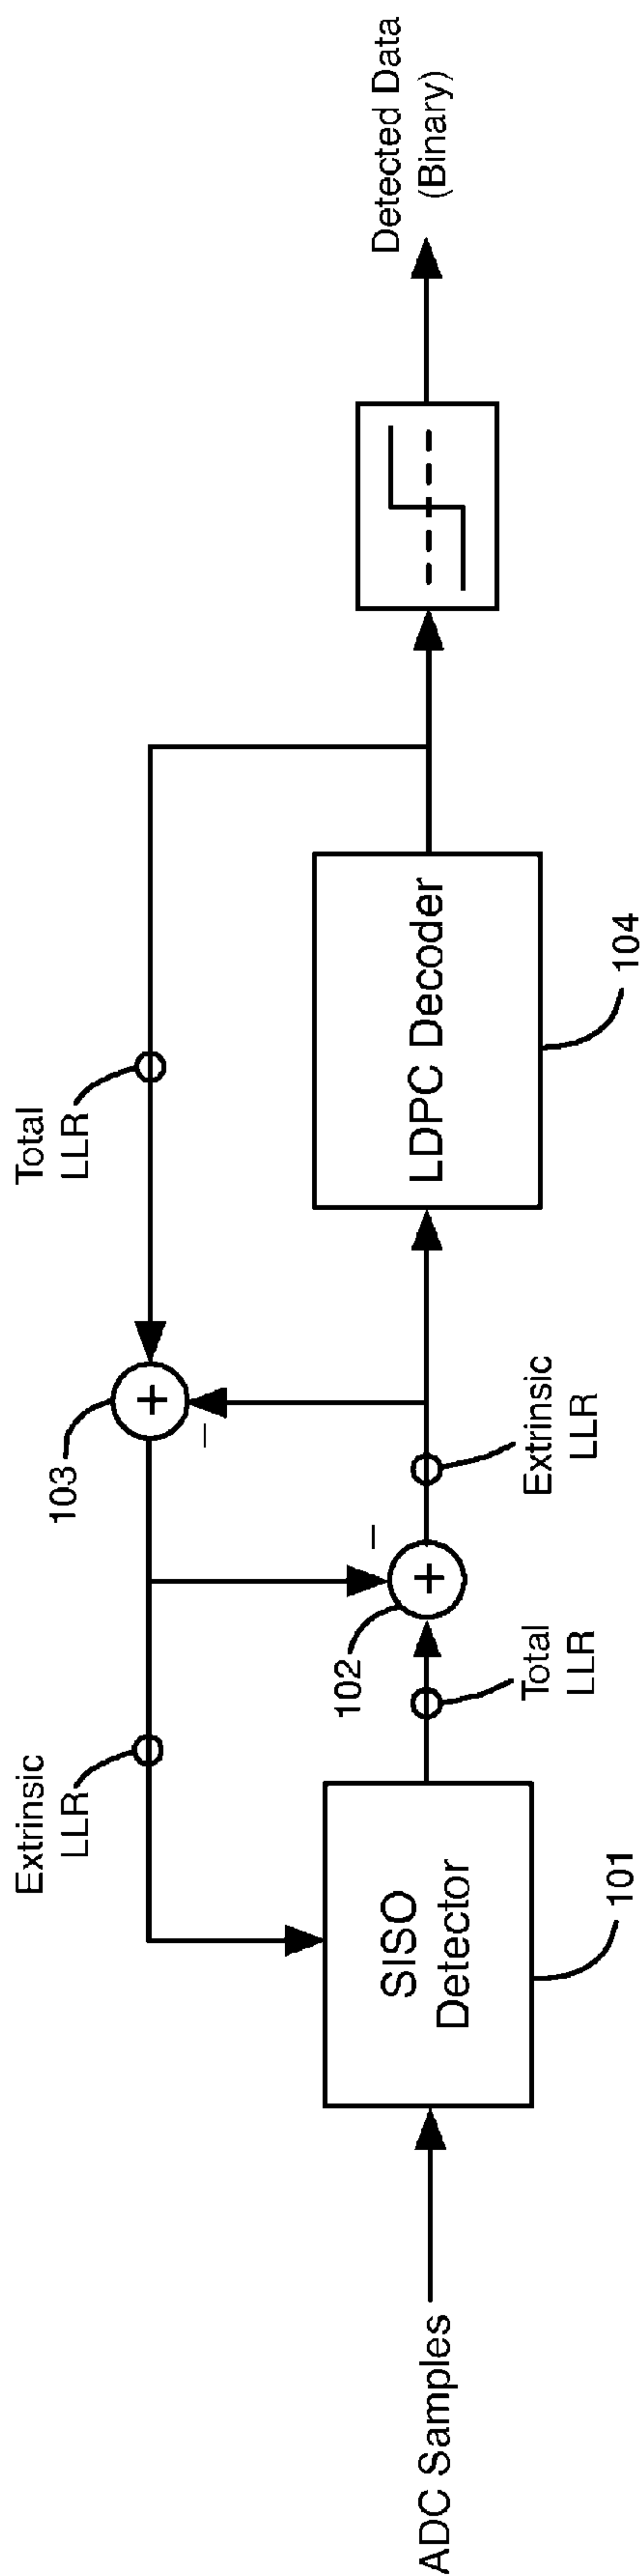 ADC Samples
SISO
Detector
101
Extrinsic
LLR
102
+
−
Total
LLR
103
+
−
Extrinsic
LLR
Total
LLR
LDPC Decoder
104
Detected Data
(Binary)